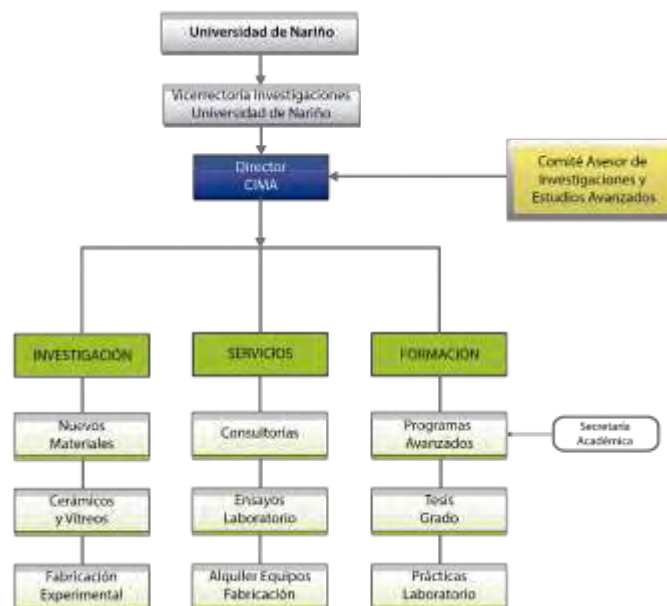 Universidad de Nariño
Vicerrectoría Investigaciones
Universidad de Nariño
Director
CIMA
Comité Asesor de
Investigaciones y
Estudios Avanzados
INVESTIGACIÓN
SERVICIOS
FORMACIÓN
Nuevos
Materiales
Consultorías
Programas
Avanzados
Secretaría
Académica
Cerámicos
y Vítreos
Ensayos
Laboratorio
Tesis
Grado
Fabricación
Experimental
Alquiler Equipos
Fabricación
Prácticas
Laboratorio